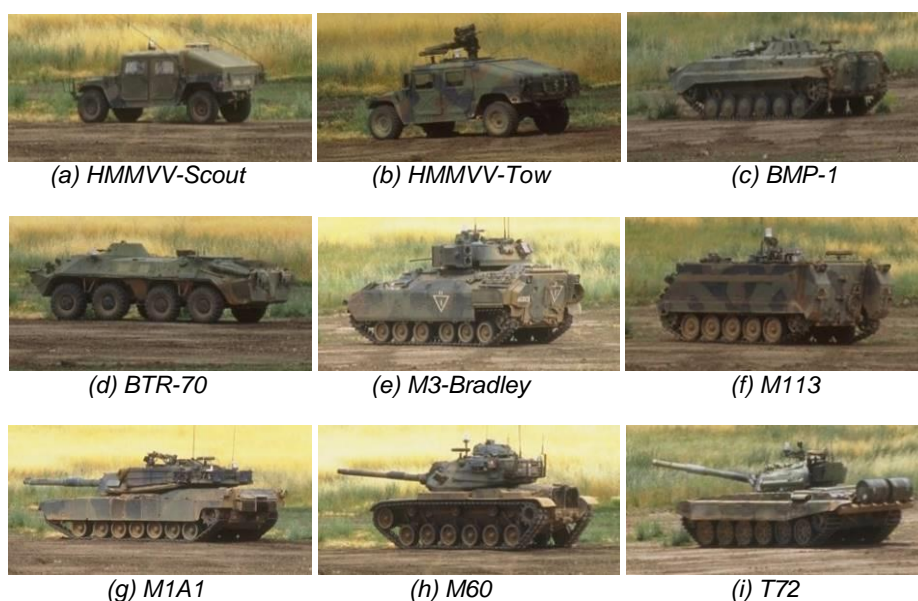 (a) HMMVV-Scout
(b) HMMVV-Tow
(c) BMP-1
(d) BTR-70
(e) M3-Bradley
(f) M113
(g) M1A1
(h) M60
(i) T72